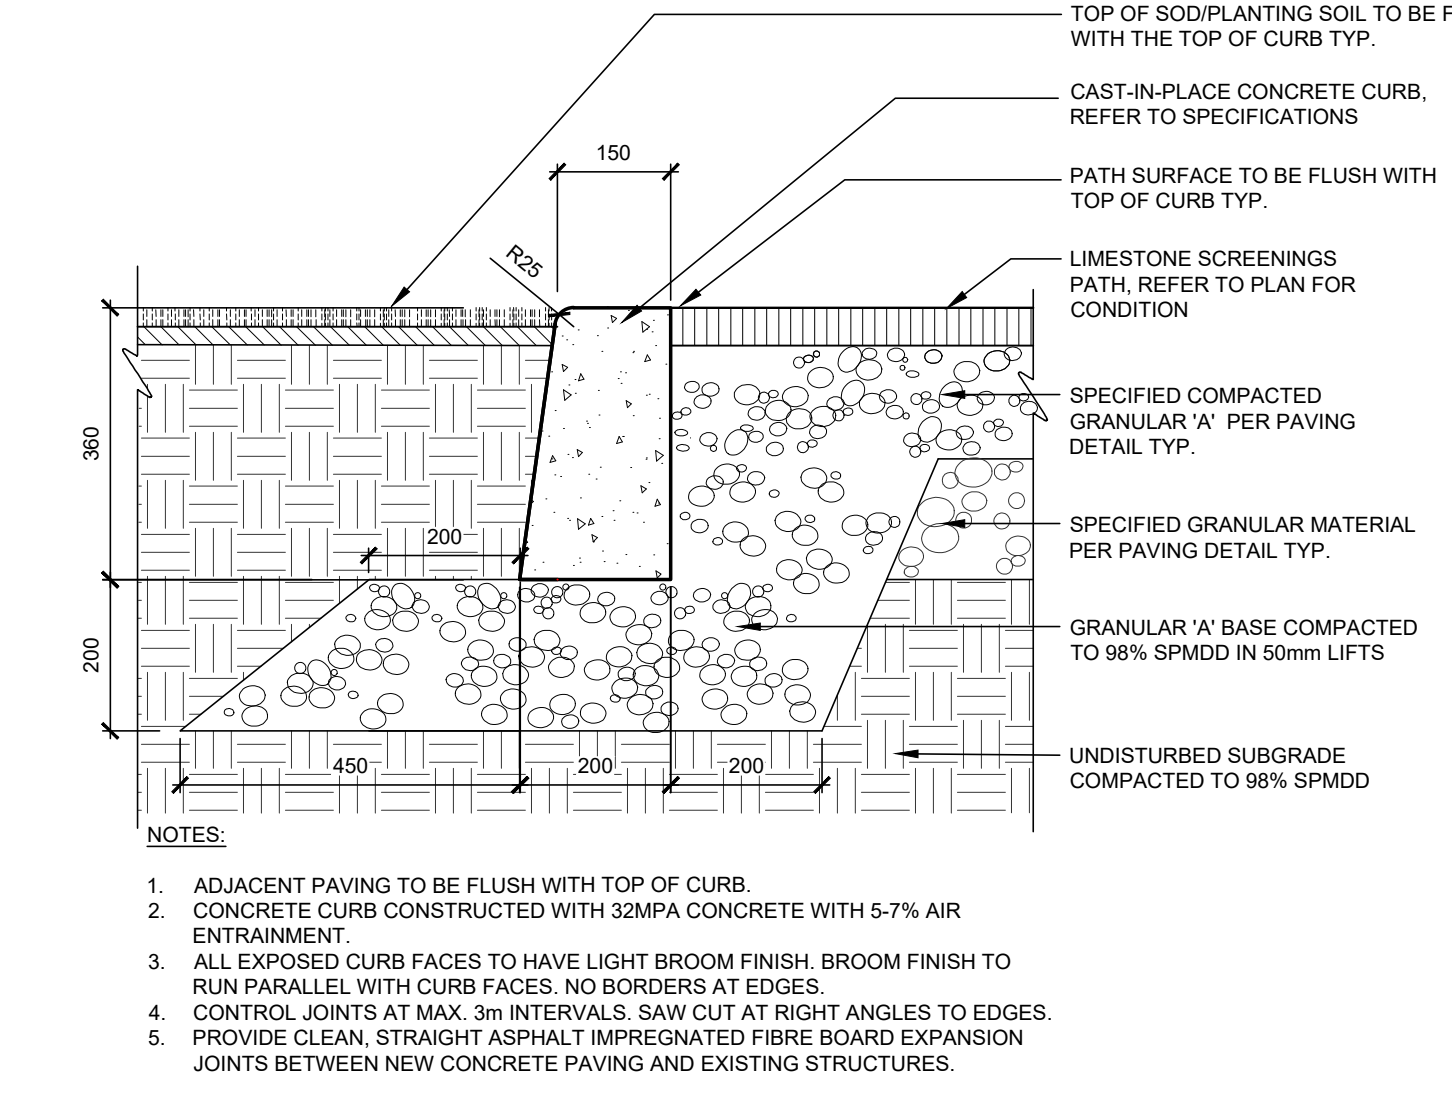 TOP OF SOD/PLANTING SOIL TO BE
WITH THE TOP OF CURB TYP.
CAST-IN-PLACE CONCRETE CURB,
REFER TO SPECIFICATIONS
150
PATH SURFACE TO BE FLUSH WITH
TOP OF CURB TYP.
R25
LIMESTONE SCREENINGS
PATH, REFER TO PLAN FOR
CONDITION
SPECIFIED COMPACTED
GRANULAR 'A' PER PAVING
DETAIL TYP.
360
200
SPECIFIED GRANULAR MATERIAL
PER PAVING DETAIL TYP.
200
GRANULAR 'A' BASE COMPACTED
TO 98% SPMDD IN 50mm LIFTS
450
200
200
UNDISTURBED SUBGRADE
COMPACTED TO 98% SPMDD
NOTES:
1. ADJACENT PAVING TO BE FLUSH WITH TOP OF CURB.
2. CONCRETE CURB CONSTRUCTED WITH 32MPA CONCRETE WITH 5-7% AIR
ENTRAINMENT.
3. ALL EXPOSED CURB FACES TO HAVE LIGHT BROOM FINISH. BROOM FINISH TO
RUN PARALLEL WITH CURB FACES. NO BORDERS AT EDGES.
4. CONTROL JOINTS AT MAX. 3m INTERVALS. SAW CUT AT RIGHT ANGLES TO EDGES.
5. PROVIDE CLEAN, STRAIGHT ASPHALT IMPREGNATED FIBRE BOARD EXPANSION
JOINTS BETWEEN NEW CONCRETE PAVING AND EXISTING STRUCTURES.